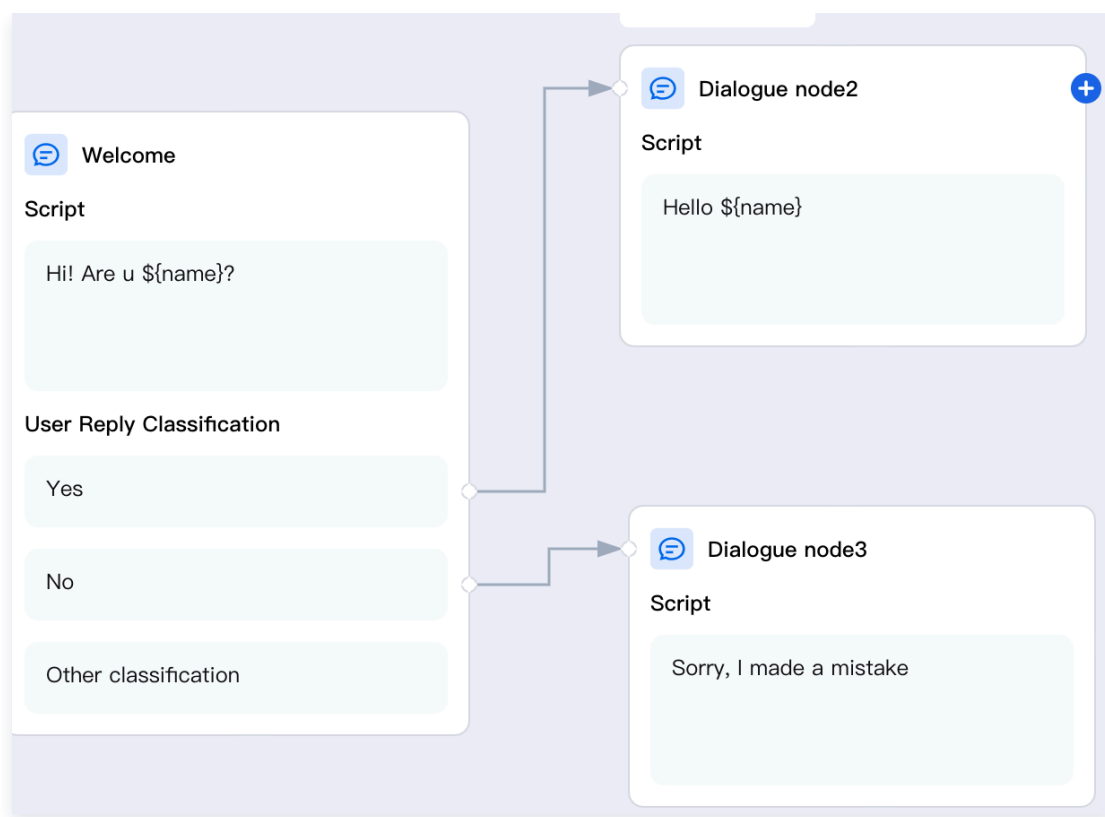 Welcome
Script
Hi! Are u ${name}?
User Reply Classification
Yes
No
Other classification
Dialogue node2
Script
Hello ${name}
Dialogue node3
Script
Sorry, I made a mistake